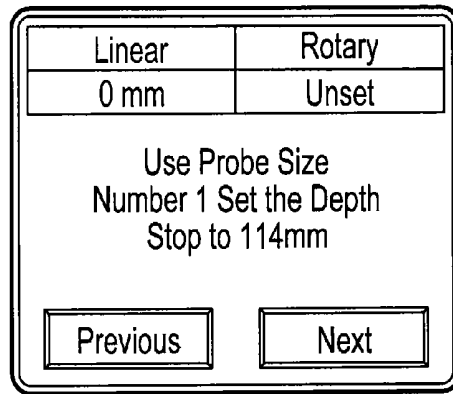 Linear Rotary
0 mm Unset
Use Probe Size
Number 1 Set the Depth
Stop to 114mm
Previous Next